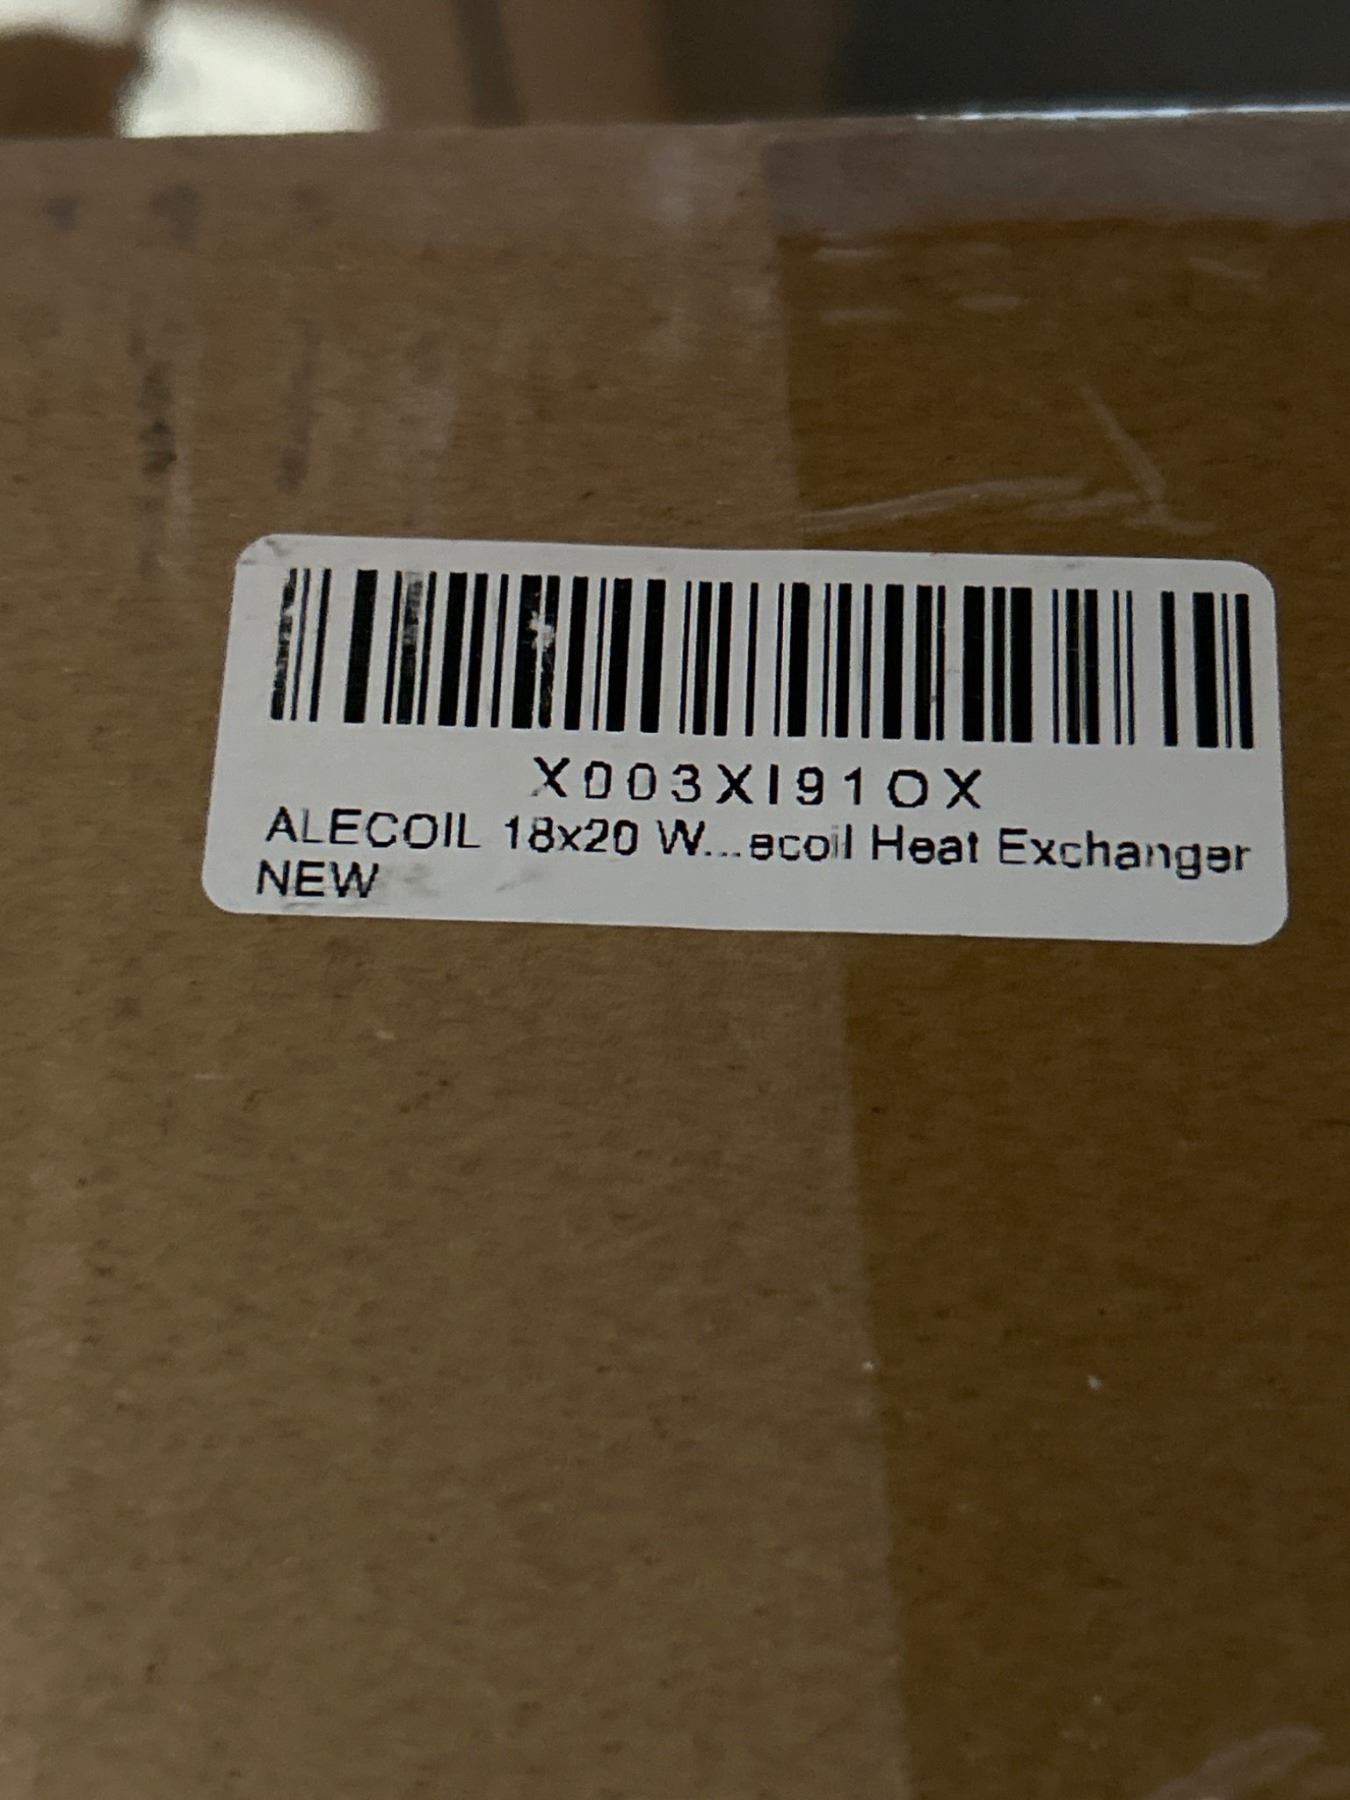 X003XI91OX
ALECOIL 18x20 W...ecoil Heat Exchanger
NEW